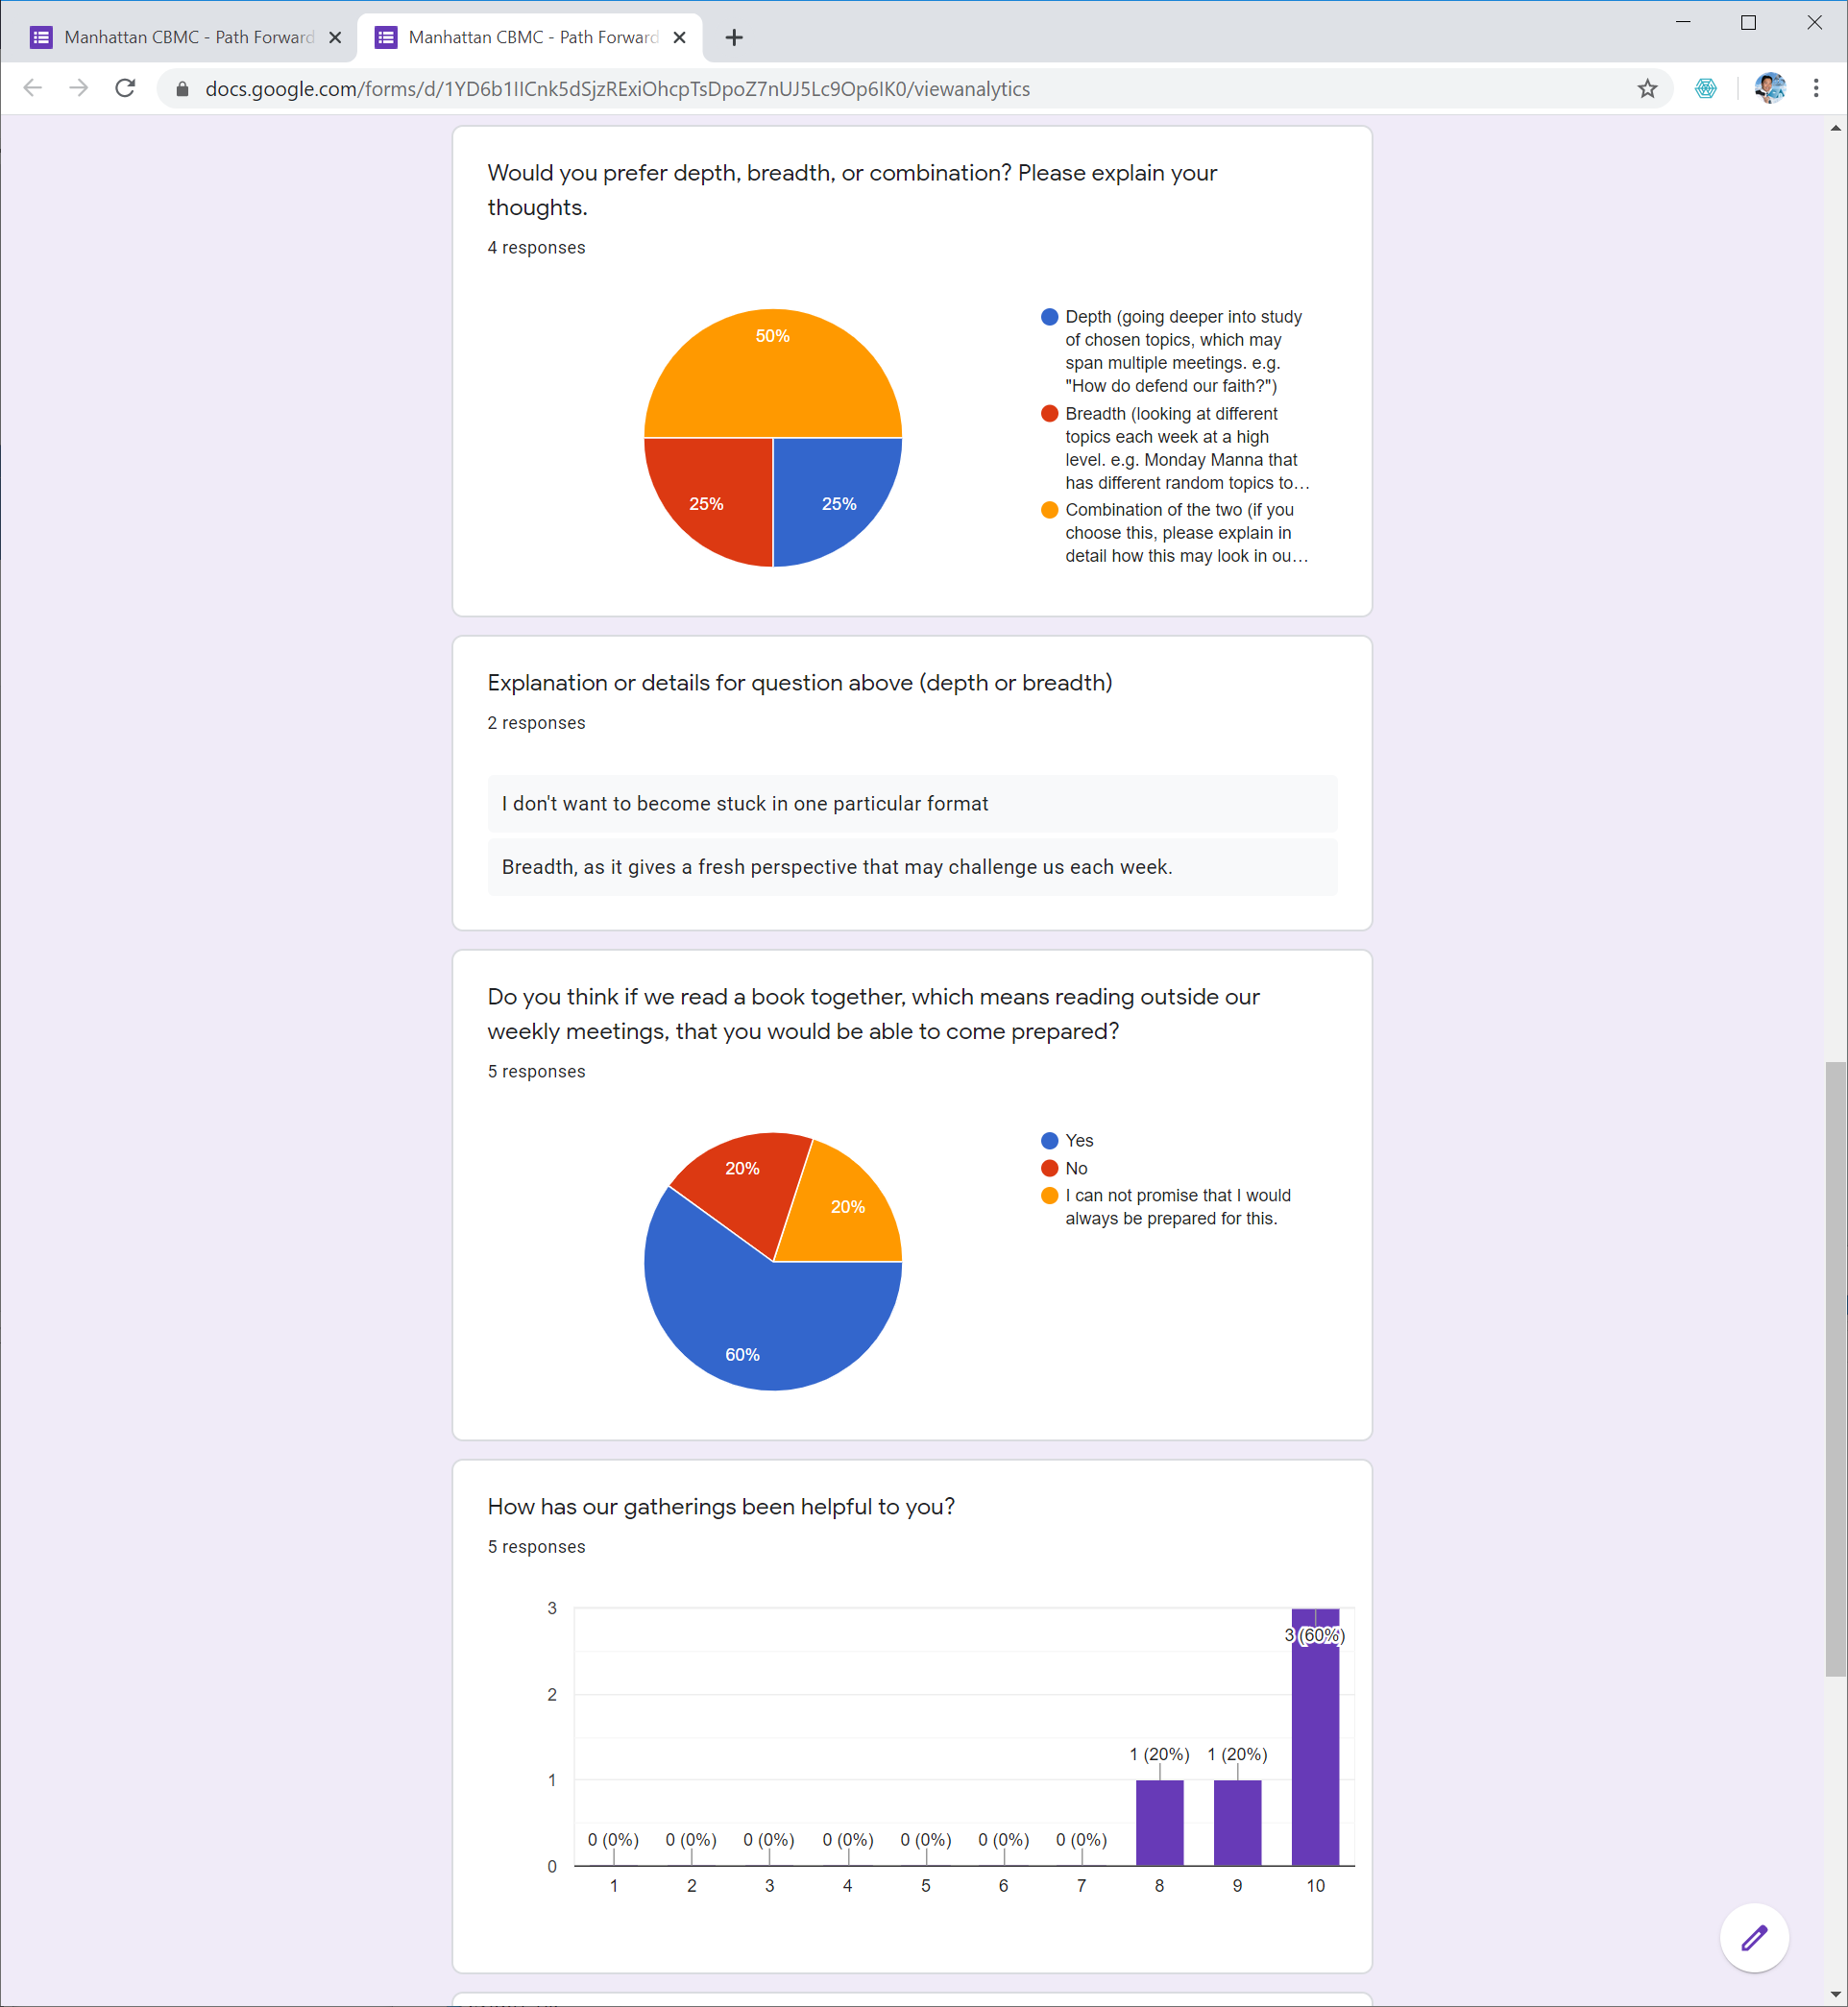 Manhattan CBMC - Path Forward
Manhattan CBMC - Path Forward
docs.google.com/forms/d/1YD6b1IICnk5dSjzRExiOhcpTsDpoZ7nUJ5Lc9Op6IK0/viewanalytics
Would you prefer depth, breadth, or combination? Please explain your
thoughts.
4 responses
50%
25%
25%
Depth (going deeper into study
of chosen topics, which may
span multiple meetings. e.g.
"How do defend our faith?")
Breadth (looking at different
topics each week at a high
level. e.g. Monday Manna that
has different random topics to…
Combination of the two (if you
choose this, please explain in
detail how this may look in ou…
Explanation or details for question above (depth or breadth)
2 responses
I don't want to become stuck in one particular format
Breadth, as it gives a fresh perspective that may challenge us each week.
Do you think if we read a book together, which means reading outside our
weekly meetings, that you would be able to come prepared?
5 responses
20%
20%
60%
Yes
No
I can not promise that I would
always be prepared for this.
How has our gatherings been helpful to you?
5 responses
3
2
1
0
0 (0%) 0 (0%) 0 (0%) 0 (0%) 0 (0%) 0 (0%) 0 (0%) 1 (20%) 1 (20%) 3 (60%)
1 2 3 4 5 6 7 8 9 10